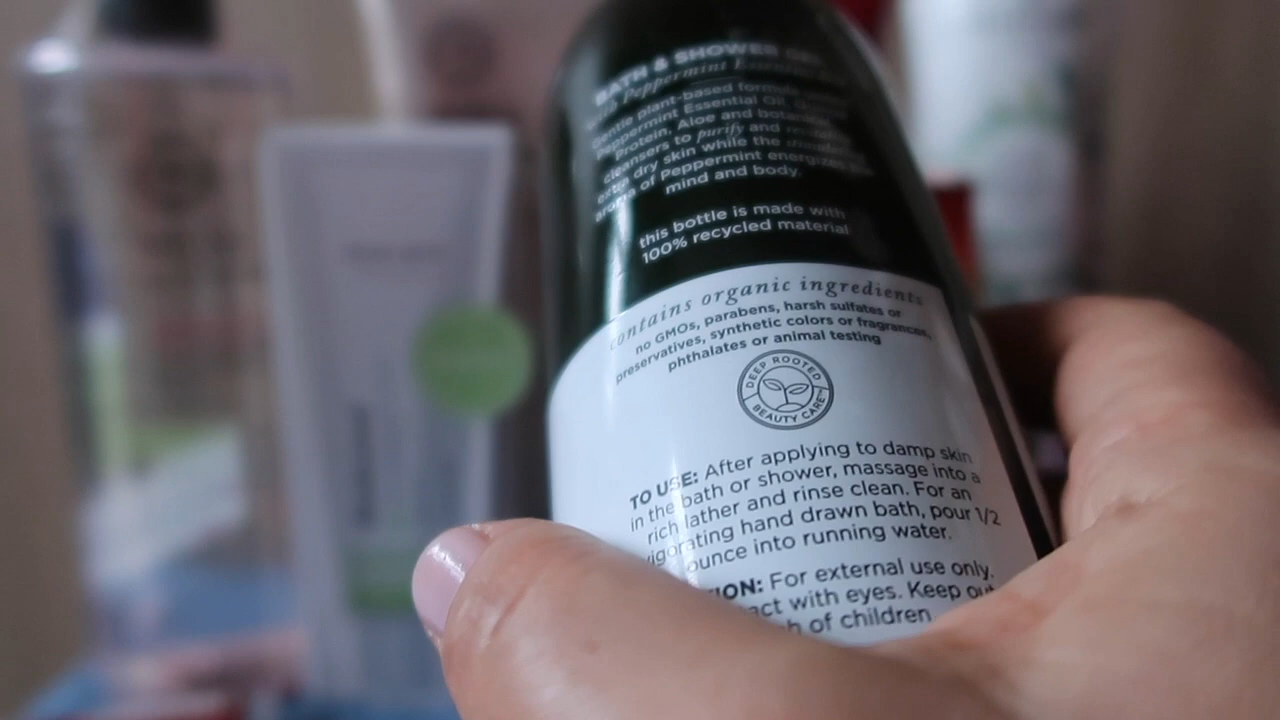 BATH & SHOWER
Peppermint
Gentle plant-based
Peppermint Essential Oil,
Protein, Aloe and
cleansers to purify and
extra dry skin while the
aroma of Peppermint
mind and body.
this bottle is made with
100% recycled material
contains organic ingredients
no GMOs, parabens, harsh sulfates or
preservatives, synthetic colors or fragrances,
phthalates or animal testing
DEEP ROOTED
BEAUTY CARE
TO USE: After applying to damp skin
in the bath or shower, massage into a
rich lather and rinse clean. For an
vigorating hand drawn bath, pour 1/2
ounce into running water.
ION: For external use only.
act with eyes. Keep out
h of children